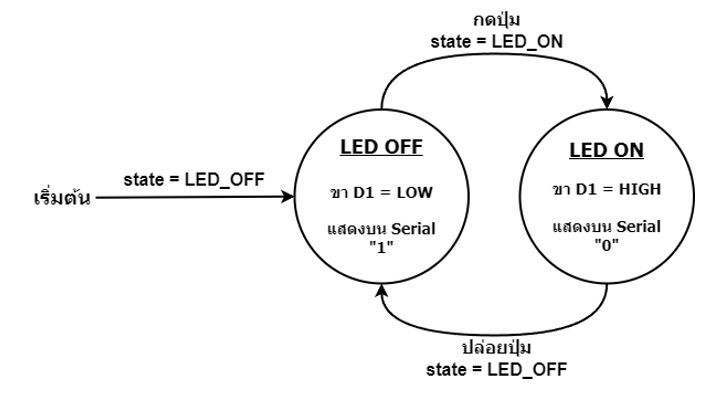 กดปุ่ม
state = LED_ON
เริ่มต้น
state = LED_OFF
LED OFF
ขา D1 = LOW
แสดงบน Serial
"1"
LED ON
ขา D1 = HIGH
แสดงบน Serial
"0"
ปล่อยปุ่ม
state = LED_OFF